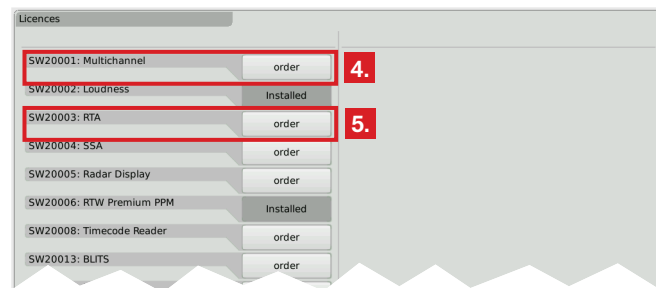 Licences
SW20001: Multichannel order 4.
SW20002: Loudness Installed
SW20003: RTA order 5.
SW20004: SSA order
SW20005: Radar Display order
SW20006: RTW Premium PPM Installed
SW20008: Timecode Reader order
SW20013: BLITS order